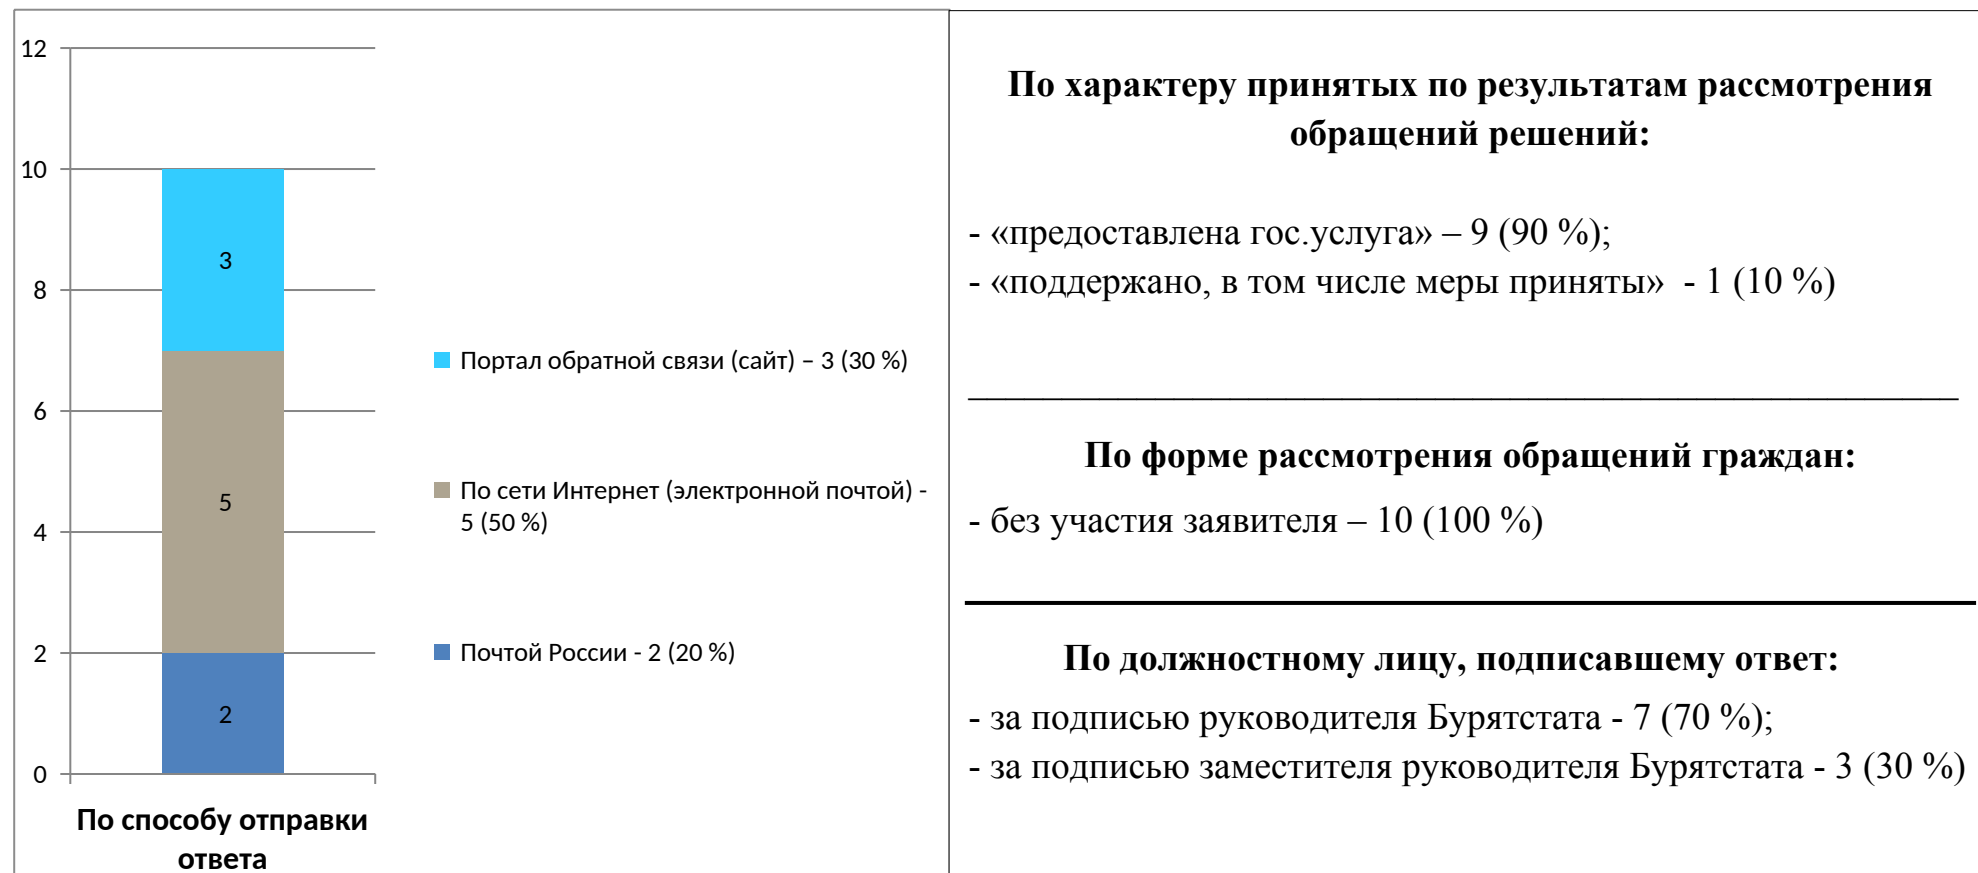 12
10
8
6
4
2
0
3
5
2
По способу отправки
ответа
Портал обратной связи (сайт) – 3 (30 %)
По сети Интернет (электронной почтой) -
5 (50 %)
Почтой России - 2 (20 %)
По характеру принятых по результатам рассмотрения
обращений решений:
- «предоставлена гос.услуга» – 9 (90 %);
- «поддержано, в том числе меры приняты» - 1 (10 %)
По форме рассмотрения обращений граждан:
- без участия заявителя – 10 (100 %)
По должностному лицу, подписавшему ответ:
- за подписью руководителя Бурятстата - 7 (70 %);
- за подписью заместителя руководителя Бурятстата - 3 (30 %)